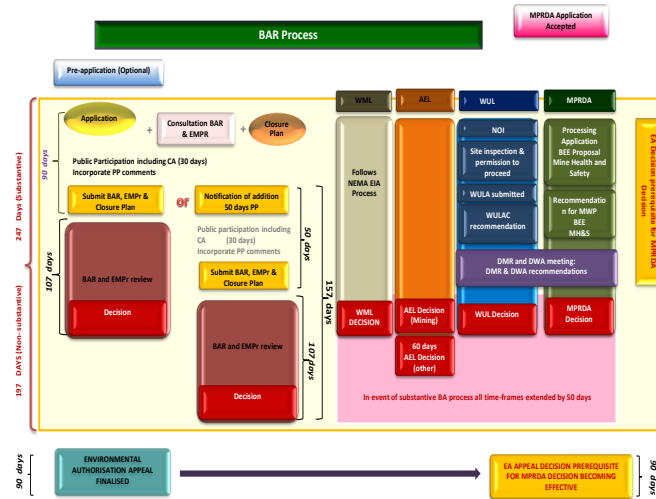 BAR Process
MPRDA Application
Accepted
Pre-application (Optional)
Application
+
Consultation BAR
& EMPR
+
Closure
Plan
Public Participation including CA (30 days)
Incorporate PP comments
90 days
Submit BAR, EMPr &
Closure Plan
or
Notification of addition
50 days PP
Public participation including
CA (30 days)
Incorporate PP comments
Submit BAR, EMPr &
Closure Plan
50 days
BAR and EMPr review
Decision
107 days
BAR and EMPr review
Decision
107 days
157 days
247 Days (Substantive)
197 DAYS (Non- substantive)
WML
Follows
NEMA EIA
Process
WML
DECISION
AEL
AEL Decision
(Mining)
60 days
AEL Decision
(other)
WUL
NOI
Site inspection &
permission to
proceed
WULA submitted
WULAC
recommendation
WUL Decision
MPRDA
Processing
Application
BEE Proposal
Mine Health and
Safety
Recommendation
n for MWP
BEE
MH&S
DMR and DWA meeting:
DMR & DWA recommendations
MPRDA
Decision
In event of substantive BA process all time-frames extended by 50 days
EA Decision prerequisite for MPRDA
Decision
90 days
ENVIRONMENTAL
AUTHORISATION APPEAL
FINALISED
EA APPEAL DECISION PREREQUISITE
FOR MPRDA DECISION BECOMING
EFFECTIVE
90 days